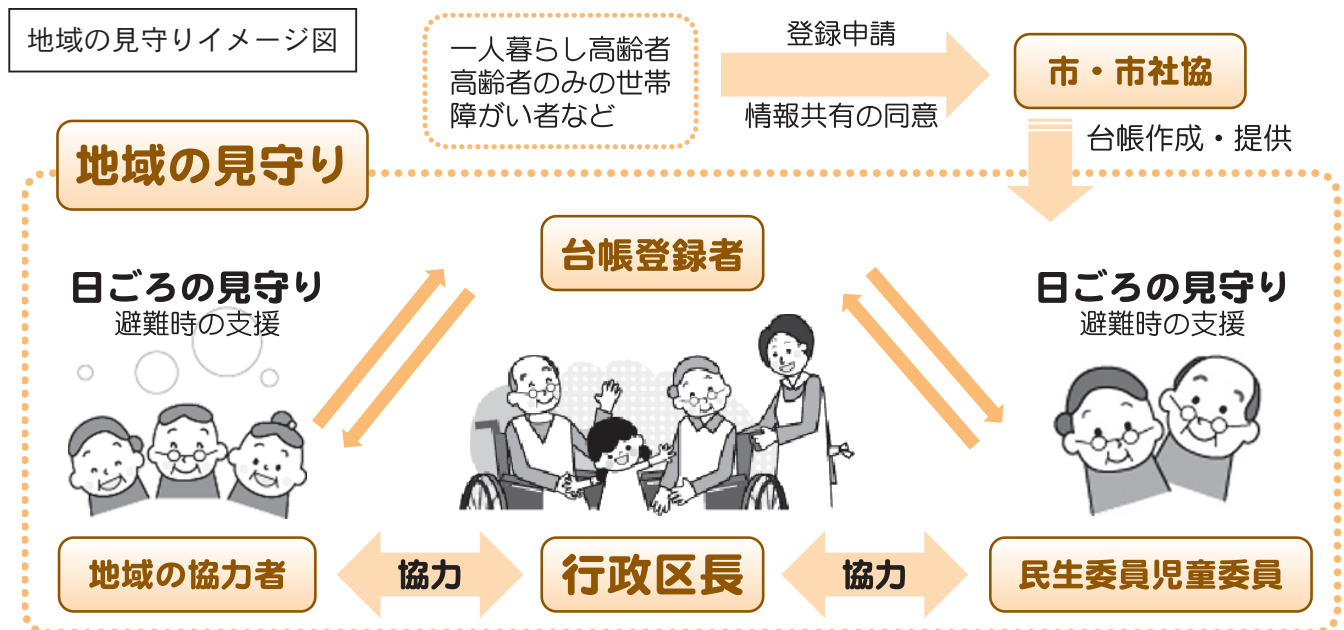 地域の見守りイメージ図
一人暮らし高齢者
高齢者のみの世帯
障がい者など
登録申請
情報共有の同意
市・市社協
台帳作成・提供
地域の見守り
台帳登録者
日ごろの見守り
避難時の支援
日ごろの見守り
避難時の支援
地域の協力者
協力
行政区長
協力
民生委員児童委員